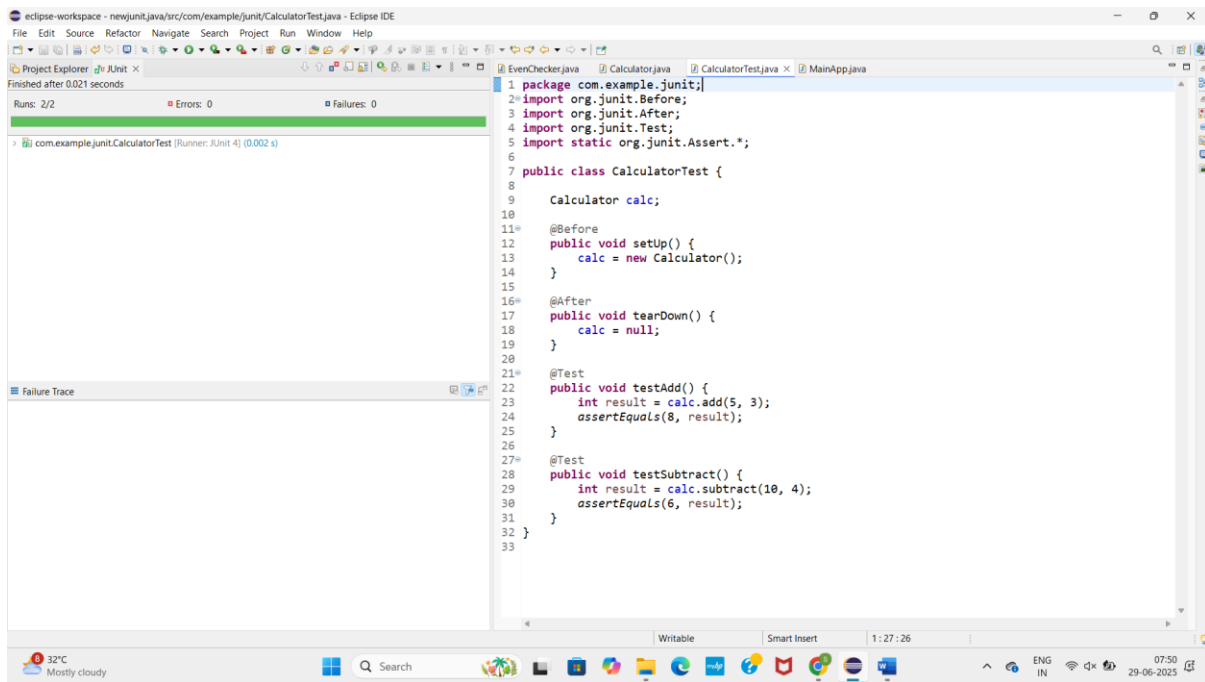 eclipse-workspace - newjunit.java/src/com/example/junit/CalculatorTest.java - Eclipse IDE
File Edit Source Refactor Navigate Search Project Run Window Help
Project Explorer JUnit
Finished after 0.021 seconds
Runs: 2/2 Errors: 0 Failures: 0
com.example.junit.CalculatorTest [Runner: JUnit 4] (0.002 s)
Failure Trace
EvenChecker.java Calculator.java CalculatorTest.java MainApp.java
1 package com.example.junit;
2 import org.junit.Before;
3 import org.junit.After;
4 import org.junit.Test;
5 import static org.junit.Assert.*;
6
7 public class CalculatorTest {
8
9 Calculator calc;
10
11 @Before
12 public void setUp() {
13 calc = new Calculator();
14 }
15
16 @After
17 public void tearDown() {
18 calc = null;
19 }
20
21 @Test
22 public void testAdd() {
23 int result = calc.add(5, 3);
24 assertEquals(8, result);
25 }
26
27 @Test
28 public void testSubtract() {
29 int result = calc.subtract(10, 4);
30 assertEquals(6, result);
31 }
32 }
33
Writable Smart Insert 1 : 27 : 26
8 32°C
Mostly cloudy
Search
ENG
IN
07:50
29-06-2025